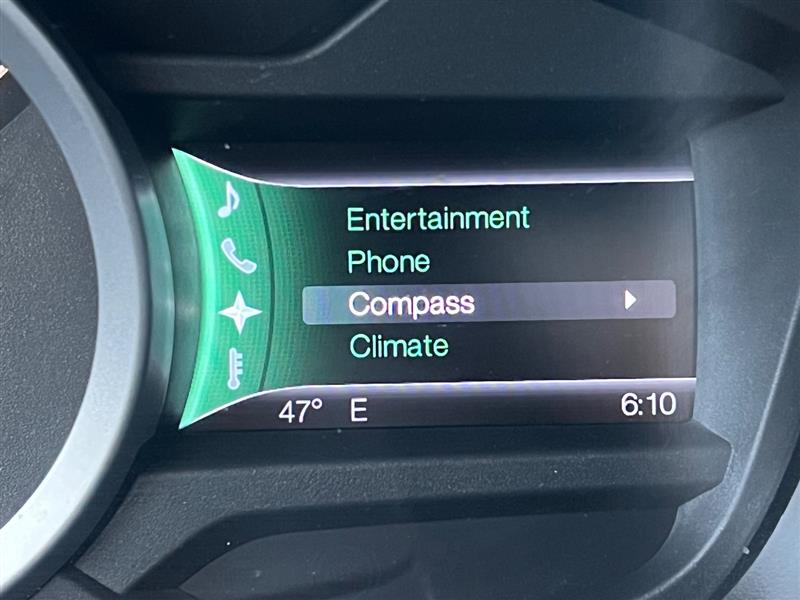 Entertainment
Phone
Compass
Climate
47° E 6:10